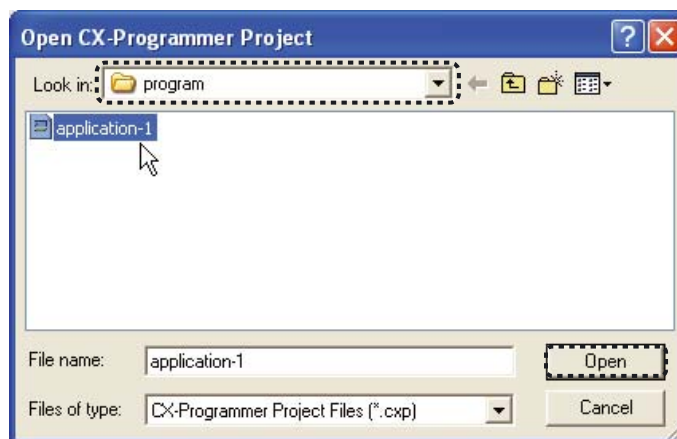 Open CX-Programmer Project
Look in: program
application-1
File name: application-1
Open
Files of type: CX-Programmer Project Files (*.cxp)
Cancel